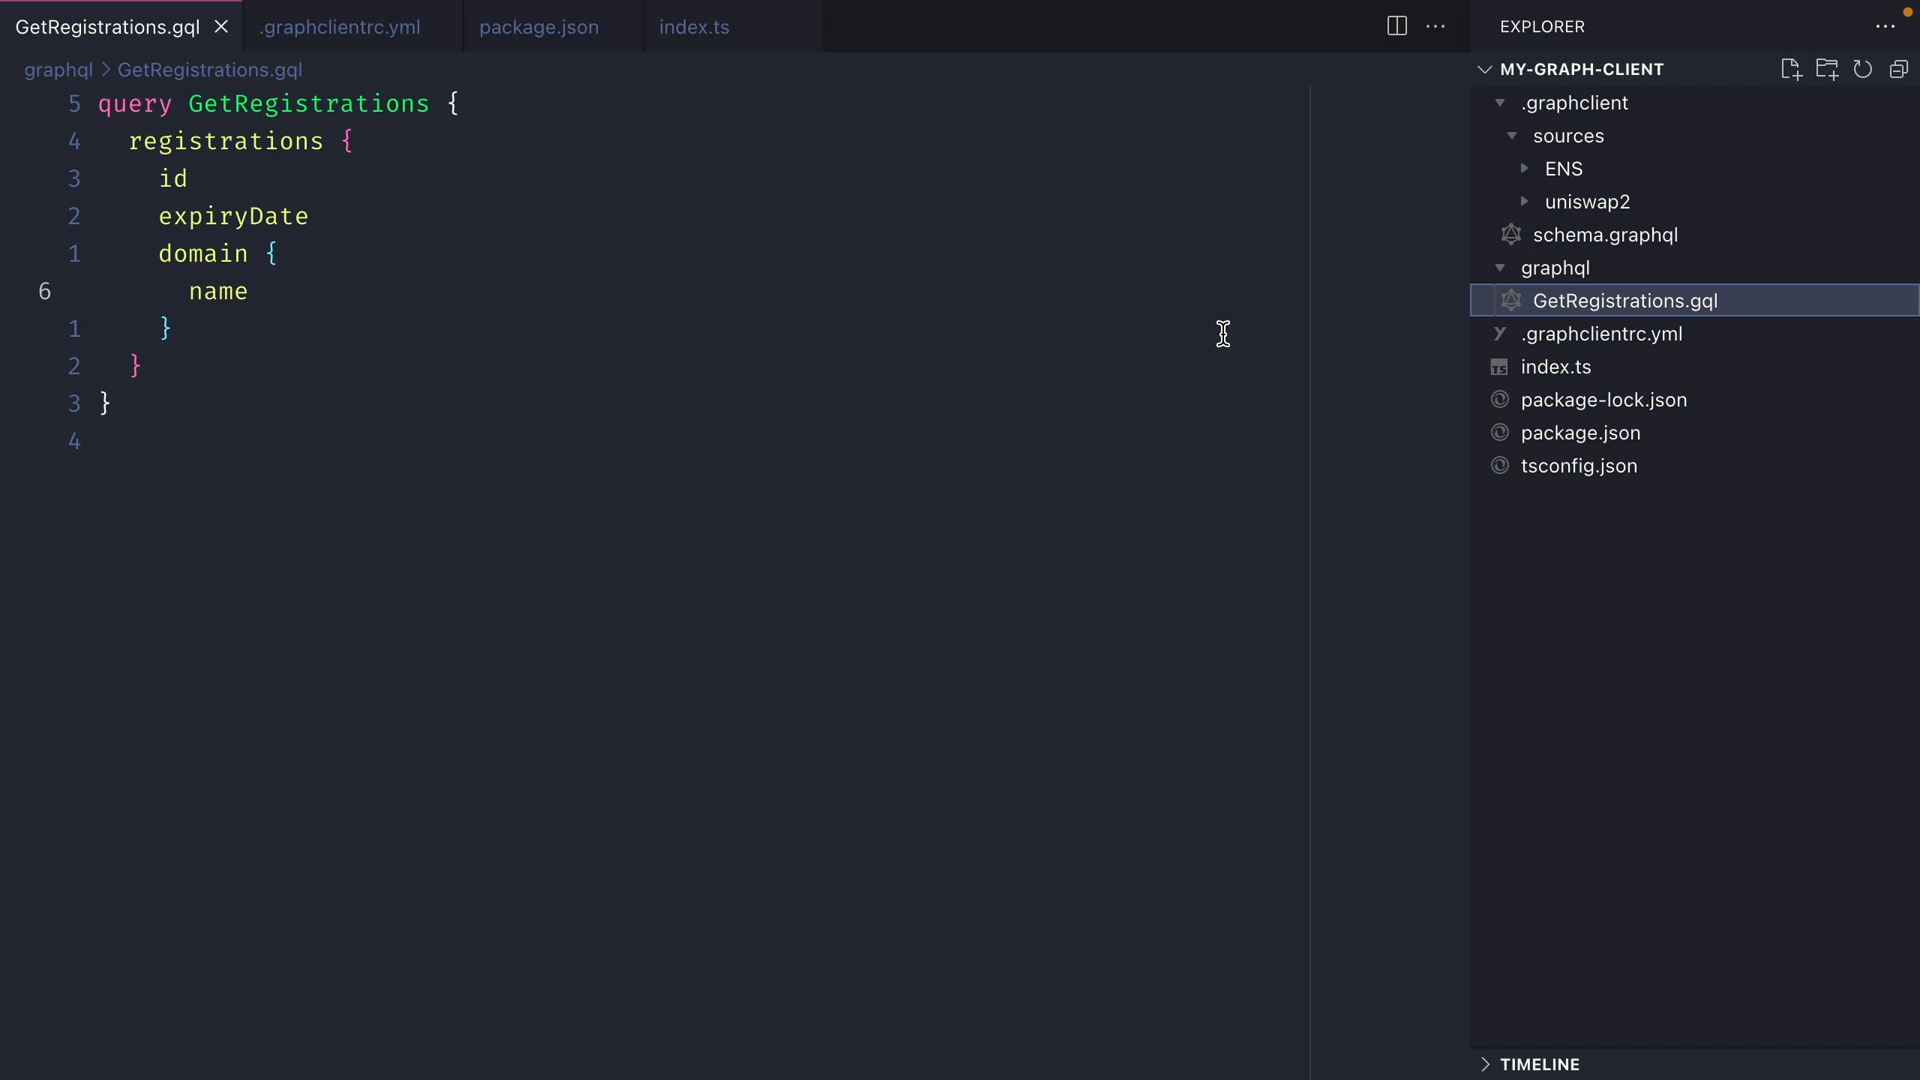 GetRegistrations.gql
.graphclientrc.yml
package.json
index.ts
graphql > GetRegistrations.gql
5 query GetRegistrations {
4 registrations {
3 id
2 expiryDate
1 domain {
6 name
1 }
2 }
3 }
4
EXPLORER
MY-GRAPH-CLIENT
.graphclient
sources
ENS
uniswap2
schema.graphql
graphql
GetRegistrations.gql
.graphclientrc.yml
TS index.ts
package-lock.json
package.json
tsconfig.json
TIMELINE